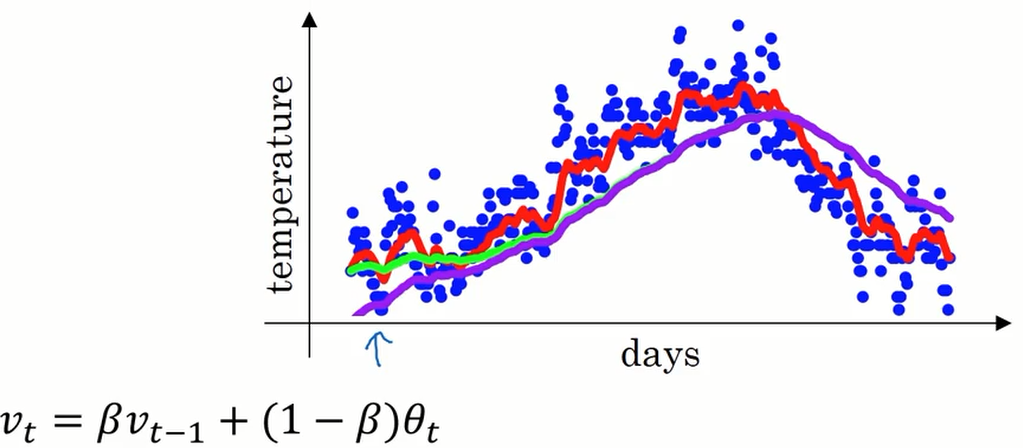 temperature
days
v_t = βv_{t−1} + (1 − β)θ_t